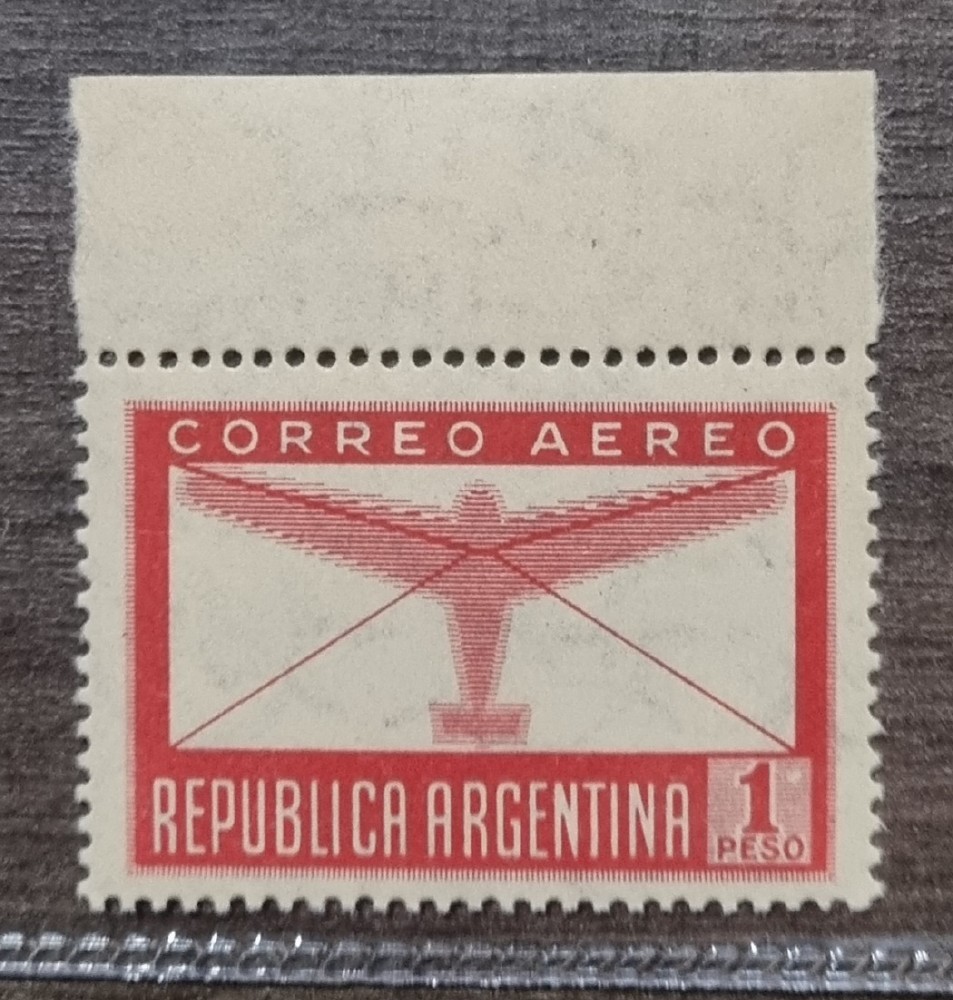 CORREO AEREO
REPUBLICA ARGENTINA
1
PESO